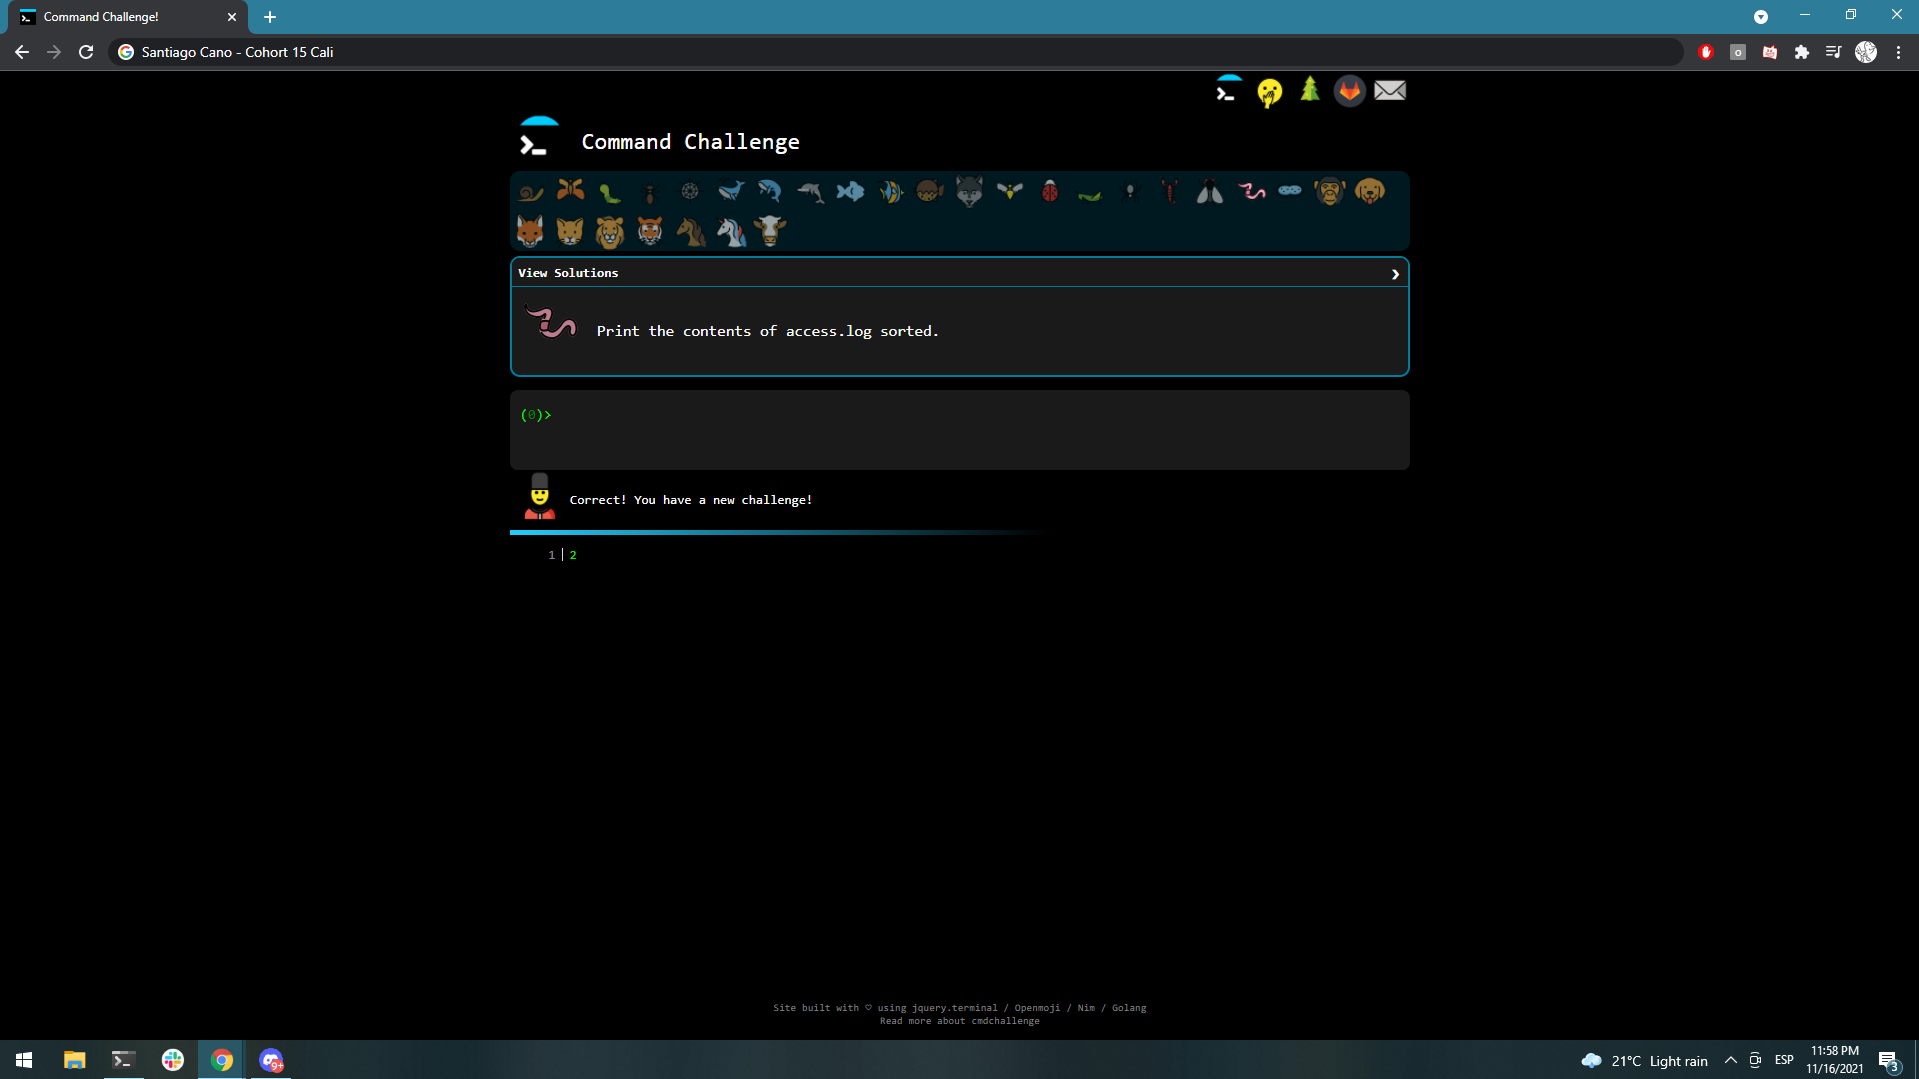 Command Challenge!
Santiago Cano - Cohort 15 Cali
Command Challenge
View Solutions
Print the contents of access.log sorted.
(0)>
Correct! You have a new challenge!
1 | 2
Site built with ♡ using jquery.terminal / Openmoji / Nim / Golang
Read more about cmdchallenge
9+
21°C Light rain
ESP
11:58 PM
11/16/2021
3